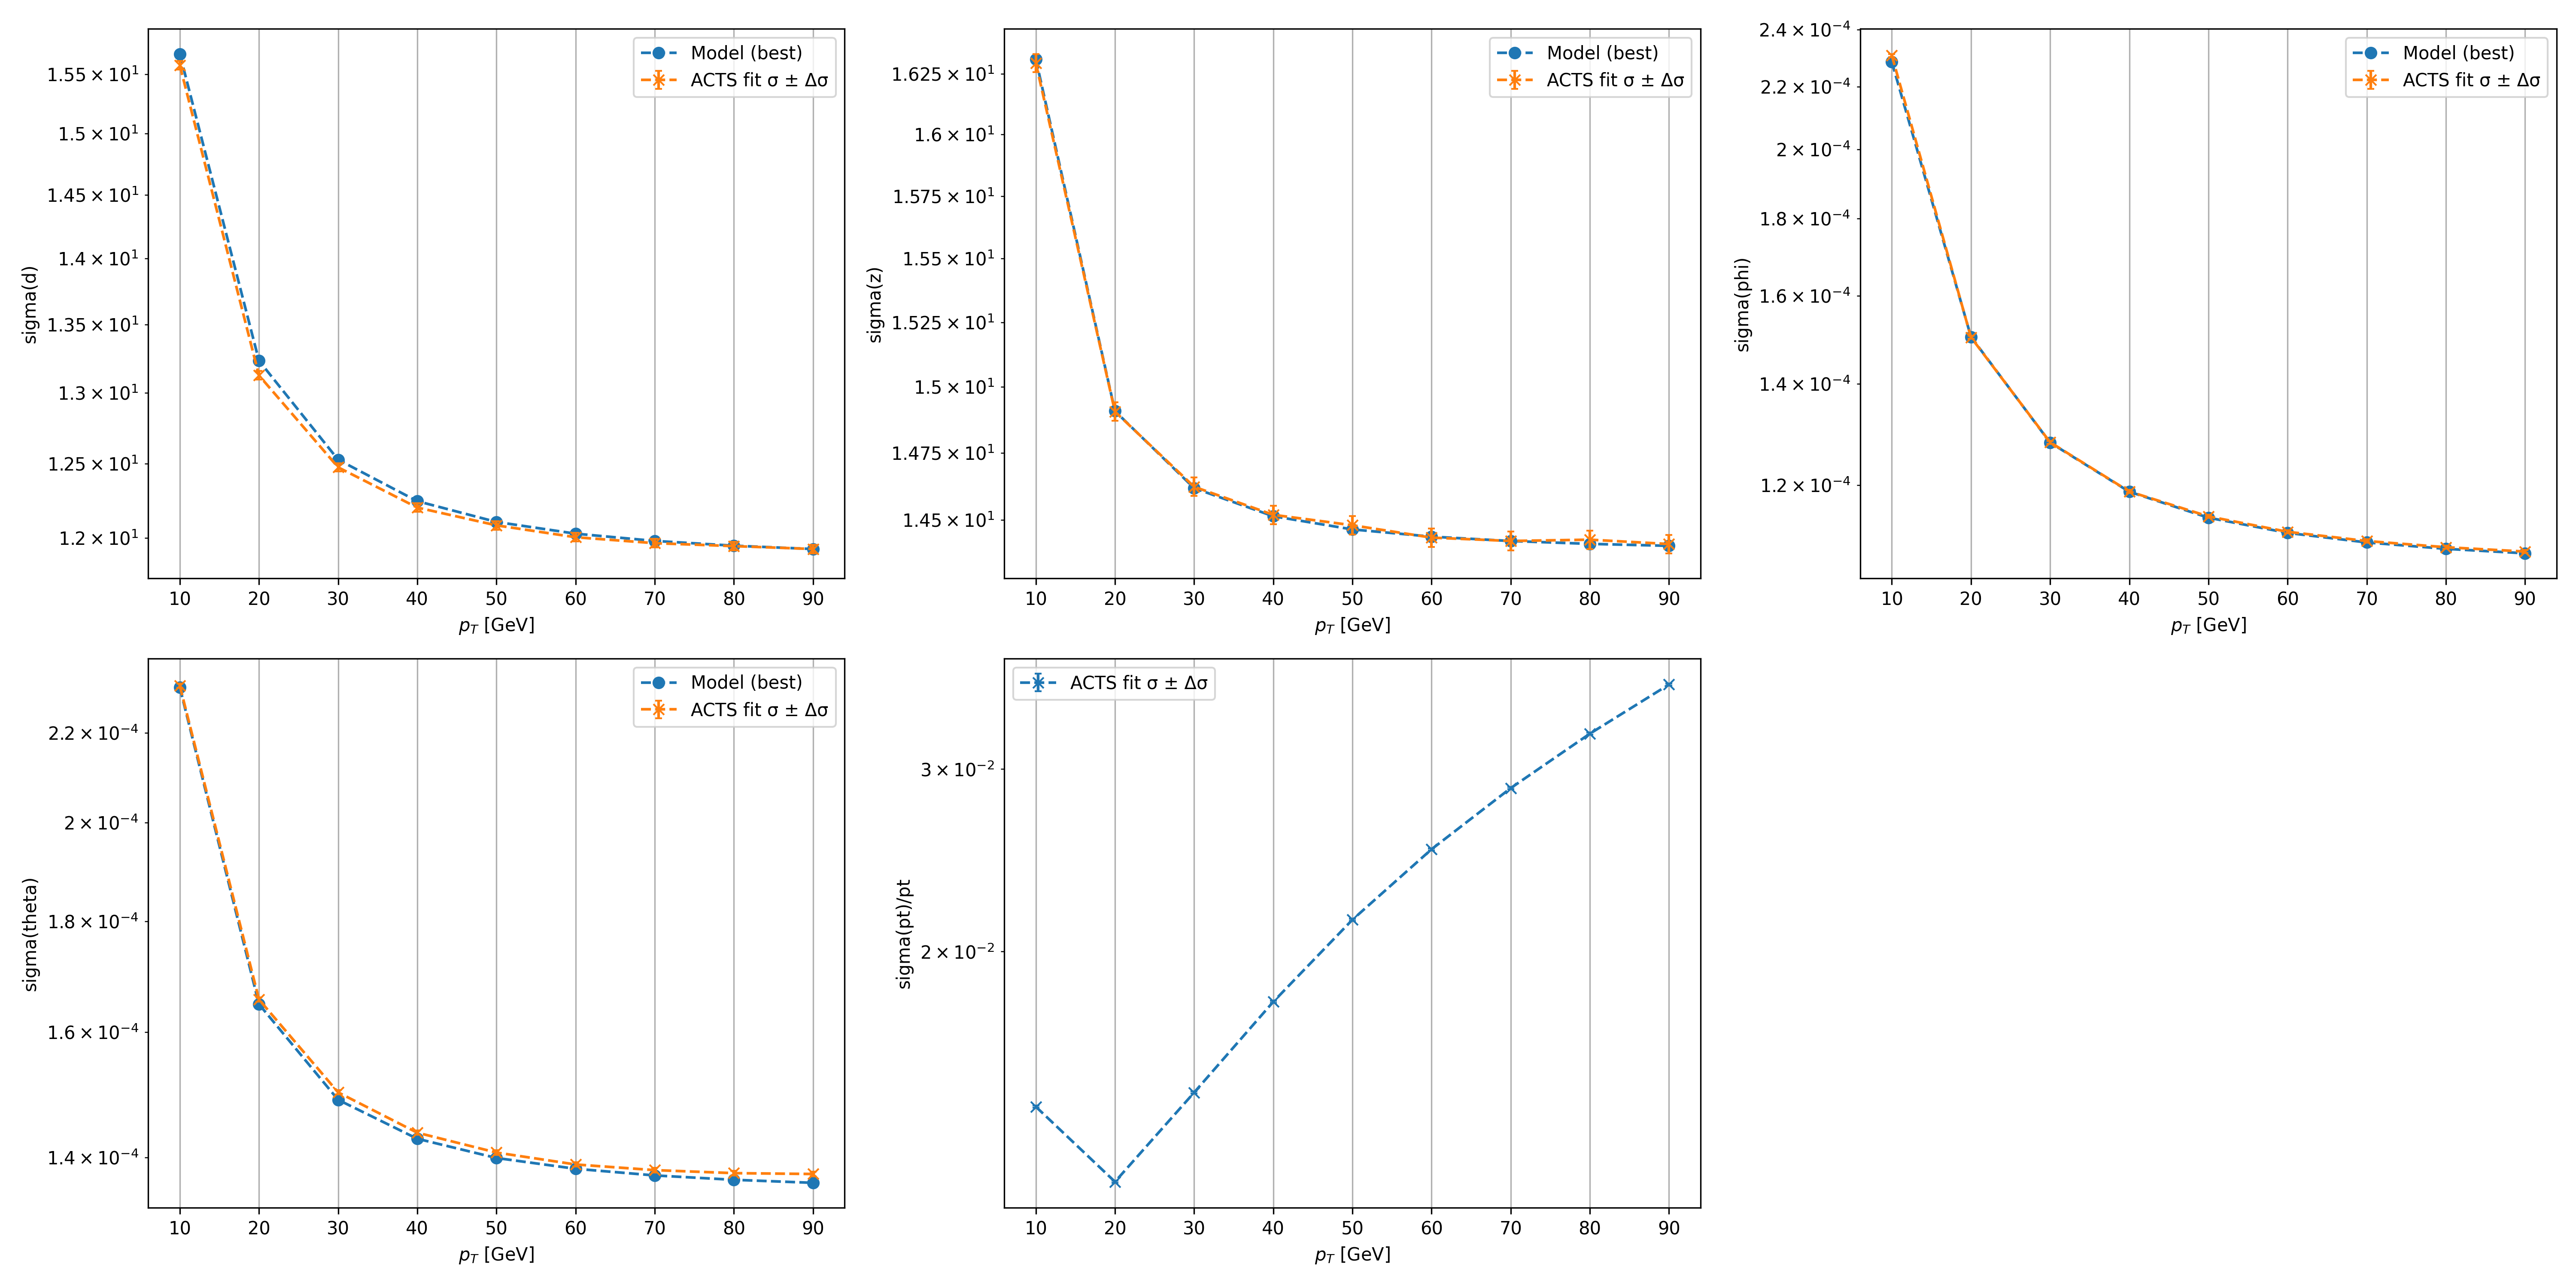 sigma(d)
1.55 × 10¹
1.5 × 10¹
1.45 × 10¹
1.4 × 10¹
1.35 × 10¹
1.3 × 10¹
1.25 × 10¹
1.2 × 10¹
Model (best)
ACTS fit σ ± Δσ
10 20 30 40 50 60 70 80 90
p_T [GeV]
sigma(z)
1.625 × 10¹
1.6 × 10¹
1.575 × 10¹
1.55 × 10¹
1.525 × 10¹
1.5 × 10¹
1.475 × 10¹
1.45 × 10¹
Model (best)
ACTS fit σ ± Δσ
10 20 30 40 50 60 70 80 90
p_T [GeV]
sigma(phi)
2.4 × 10⁻⁴
2.2 × 10⁻⁴
2 × 10⁻⁴
1.8 × 10⁻⁴
1.6 × 10⁻⁴
1.4 × 10⁻⁴
1.2 × 10⁻⁴
Model (best)
ACTS fit σ ± Δσ
10 20 30 40 50 60 70 80 90
p_T [GeV]
sigma(theta)
2.2 × 10⁻⁴
2 × 10⁻⁴
1.8 × 10⁻⁴
1.6 × 10⁻⁴
1.4 × 10⁻⁴
Model (best)
ACTS fit σ ± Δσ
10 20 30 40 50 60 70 80 90
p_T [GeV]
sigma(pt)/pt
3 × 10⁻²
2 × 10⁻²
ACTS fit σ ± Δσ
10 20 30 40 50 60 70 80 90
p_T [GeV]